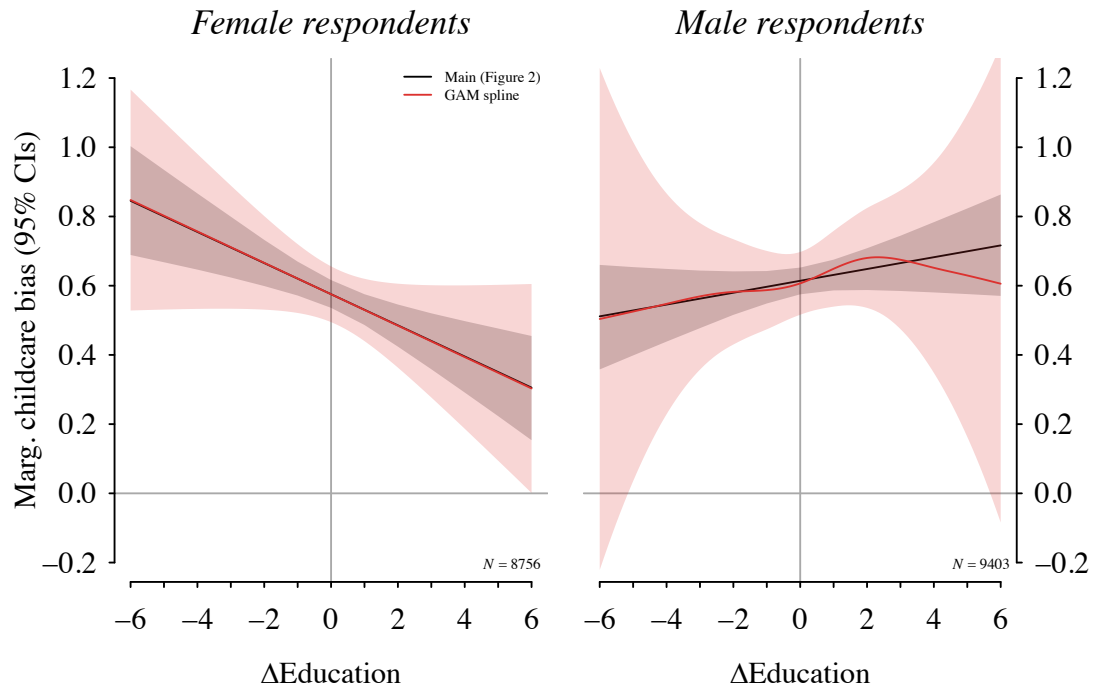 Female respondents
Male respondents
Marg. childcare bias (95% CIs)
1.2
1.0
0.8
0.6
0.4
0.2
0.0
–0.2
Main (Figure 2)
GAM spline
N = 8756
–6 –4 –2 0 2 4 6
ΔEducation
1.2
1.0
0.8
0.6
0.4
0.2
0.0
–0.2
N = 9403
–6 –4 –2 0 2 4 6
ΔEducation